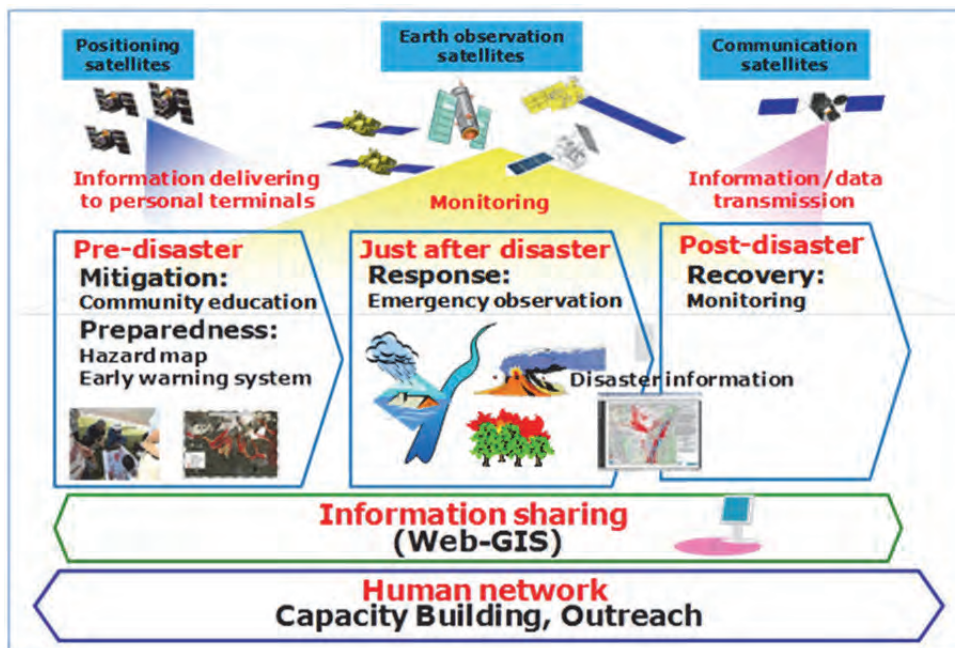 Positioning
satellites
Earth observation
satellites
Communication
satellites
Information delivering
to personal terminals
Monitoring
Information/data
transmission
Pre-disaster
Mitigation:
Community education
Preparedness:
Hazard map
Early warning system
Just after disaster
Response:
Emergency observation
Disaster information
Post-disaster
Recovery:
Monitoring
Information sharing
(Web-GIS)
Human network
Capacity Building, Outreach